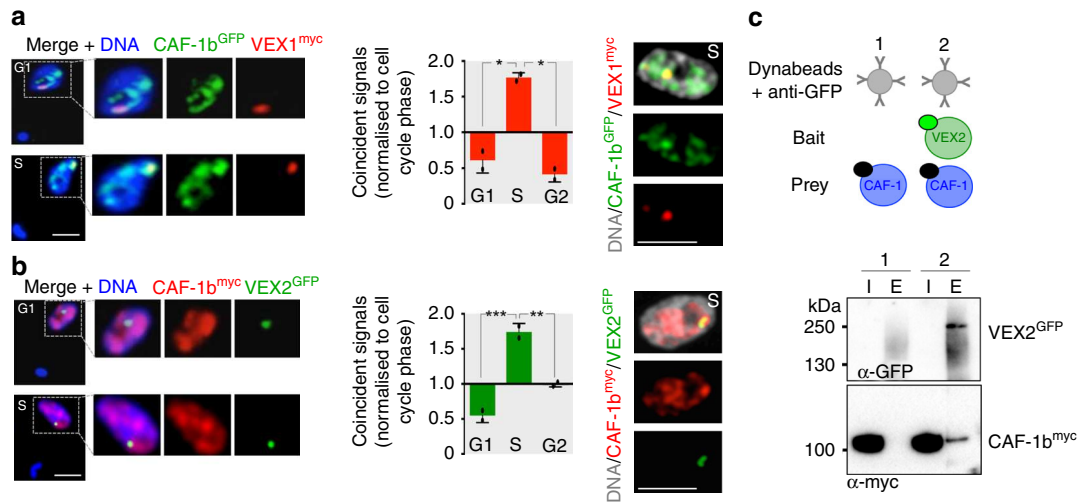 a
Merge + DNA CAF-1b^GFP VEX1^myc
G1
S
Coincident signals
(normalised to cell
cycle phase)
2.0
1.5
1.0
0.5
* *
G1 S G2
DNA/CAF-1b^GFP/VEX1^myc
S
b
Merge + DNA CAF-1b^myc VEX2^GFP
G1
S
Coincident signals
(normalised to cell
cycle phase)
2.0
1.5
1.0
0.5
*** **
G1 S G2
DNA/CAF-1b^myc/VEX2^GFP
S
c
1 2
Dynabeads
+ anti-GFP
Bait
VEX2
Prey
CAF-1 CAF-1
1 2
I E I E
kDa
250
130
α-GFP
VEX2^GFP
100
α-myc
CAF-1b^myc